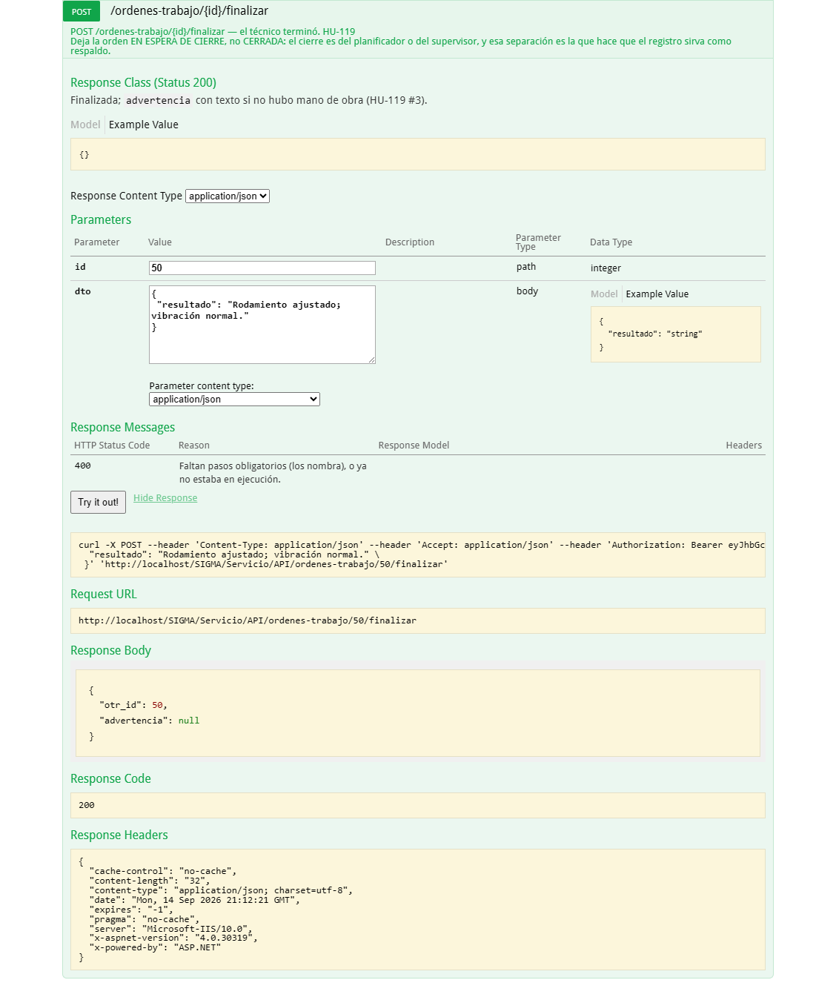 POST /ordenes-trabajo/{id}/finalizar
POST /ordenes-trabajo/{id}/finalizar — el técnico terminó. HU-119
Deja la orden EN ESPERA DE CIERRE, no CERRADA: el cierre es del planificador o del supervisor, y esa separación es la que hace que el registro sirva como
respaldo.
Response Class (Status 200)
Finalizada; advertencia con texto si no hubo mano de obra (HU-119 #3).
Model Example Value
{}
Response Content Type application/json
Parameters
Parameter Value Description Parameter Type Data Type
id 50 path integer
dto
{
"resultado": "Rodamiento ajustado;
vibración normal."
}
body
Model Example Value
{
"resultado": "string"
}
Parameter content type:
application/json
Response Messages
HTTP Status Code Reason Response Model Headers
400 Faltan pasos obligatorios (los nombra), o ya
no estaba en ejecución.
Try it out! Hide Response
curl -X POST --header 'Content-Type: application/json' --header 'Accept: application/json' --header 'Authorization: Bearer eyJhbGc
"resultado": "Rodamiento ajustado; vibración normal." \
}' 'http://localhost/SIGMA/Servicio/API/ordenes-trabajo/50/finalizar'
Request URL
http://localhost/SIGMA/Servicio/API/ordenes-trabajo/50/finalizar
Response Body
{
"otr_id": 50,
"advertencia": null
}
Response Code
200
Response Headers
{
"cache-control": "no-cache",
"content-length": "32",
"content-type": "application/json; charset=utf-8",
"date": "Mon, 14 Sep 2026 21:12:21 GMT",
"expires": "-1",
"pragma": "no-cache",
"server": "Microsoft-IIS/10.0",
"x-aspnet-version": "4.0.30319",
"x-powered-by": "ASP.NET"
}